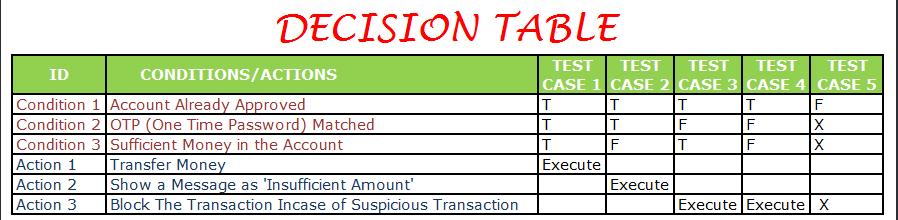 DECISION TABLE
ID CONDITIONS/ACTIONS TEST CASE 1 TEST CASE 2 TEST CASE 3 TEST CASE 4 TEST CASE 5
Condition 1 Account Already Approved T T T T F
Condition 2 OTP (One Time Password) Matched T T F F X
Condition 3 Sufficient Money in the Account T F T F X
Action 1 Transfer Money Execute
Action 2 Show a Message as 'Insufficient Amount' Execute
Action 3 Block The Transaction Incase of Suspicious Transaction Execute Execute X